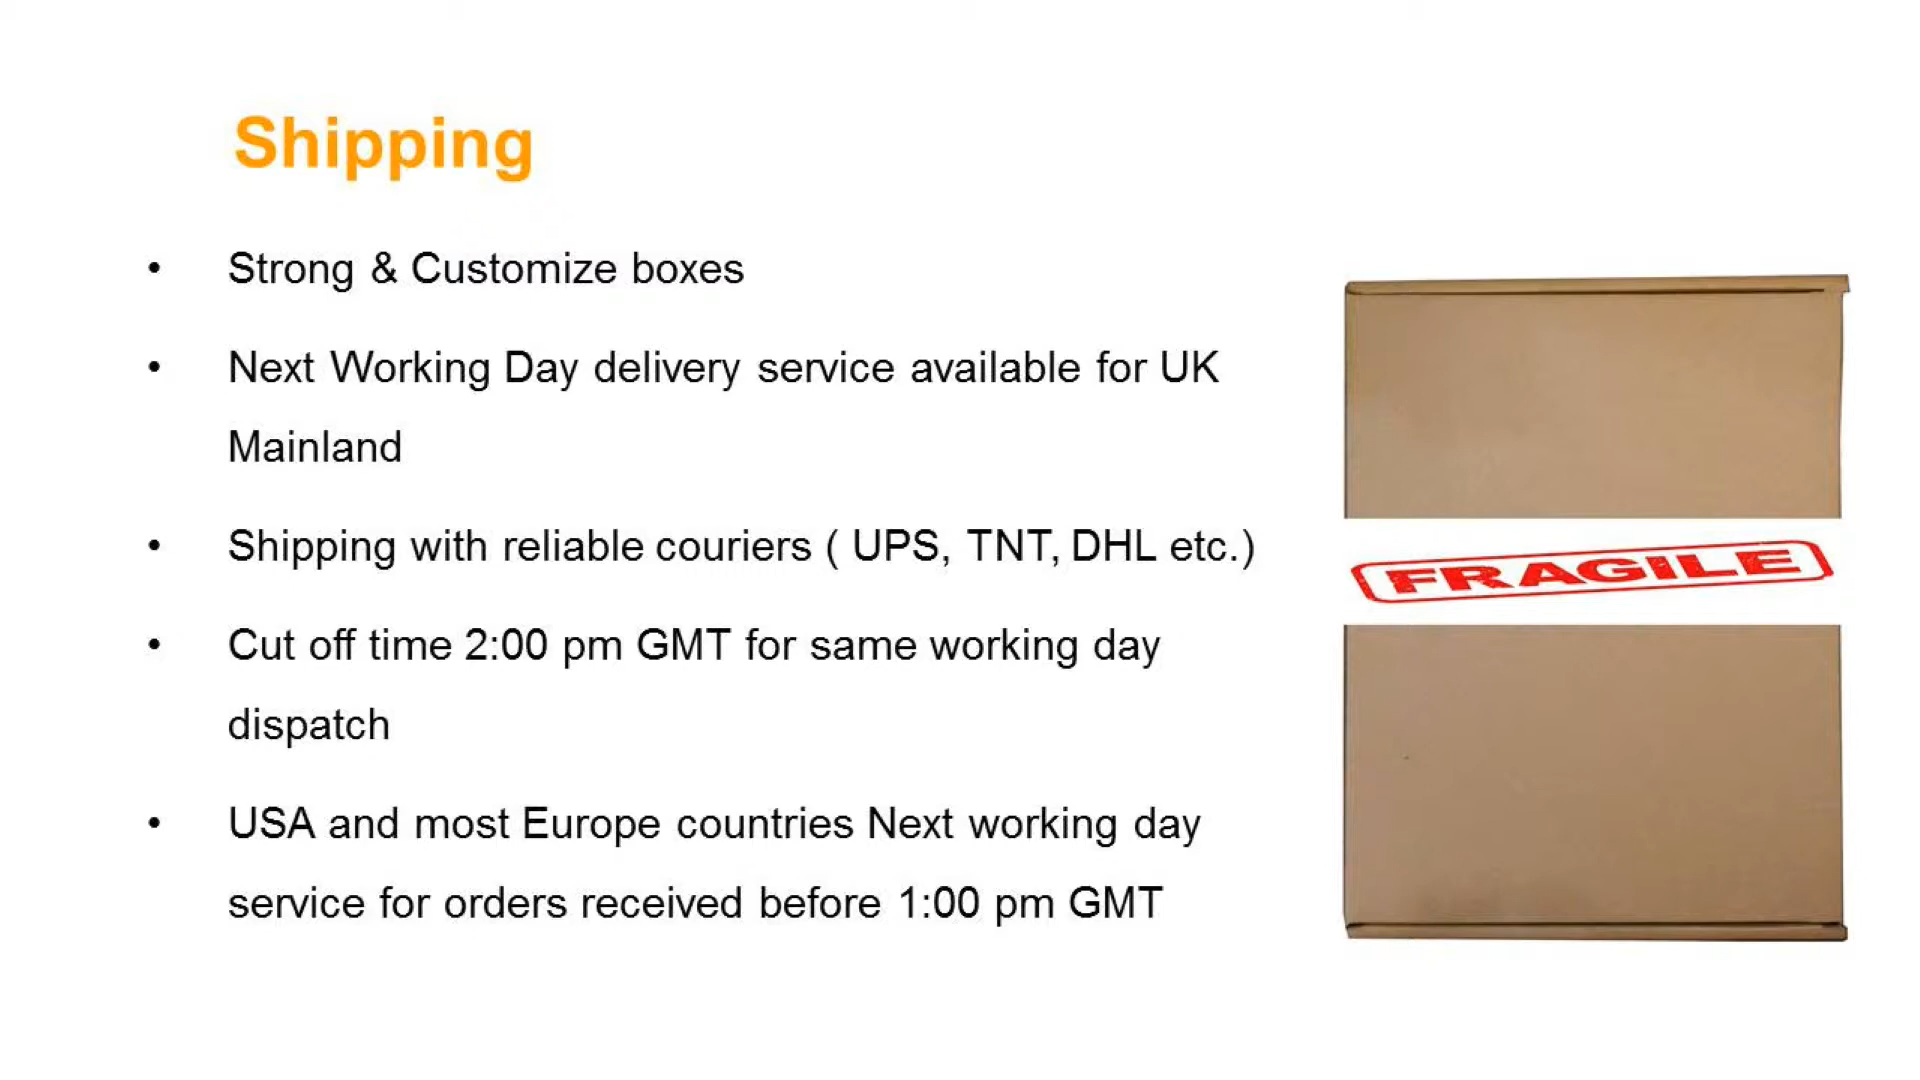 Shipping
• Strong & Customize boxes
• Next Working Day delivery service available for UK
Mainland
• Shipping with reliable couriers ( UPS, TNT, DHL etc.)
FRAGILE
• Cut off time 2:00 pm GMT for same working day
dispatch
• USA and most Europe countries Next working day
service for orders received before 1:00 pm GMT